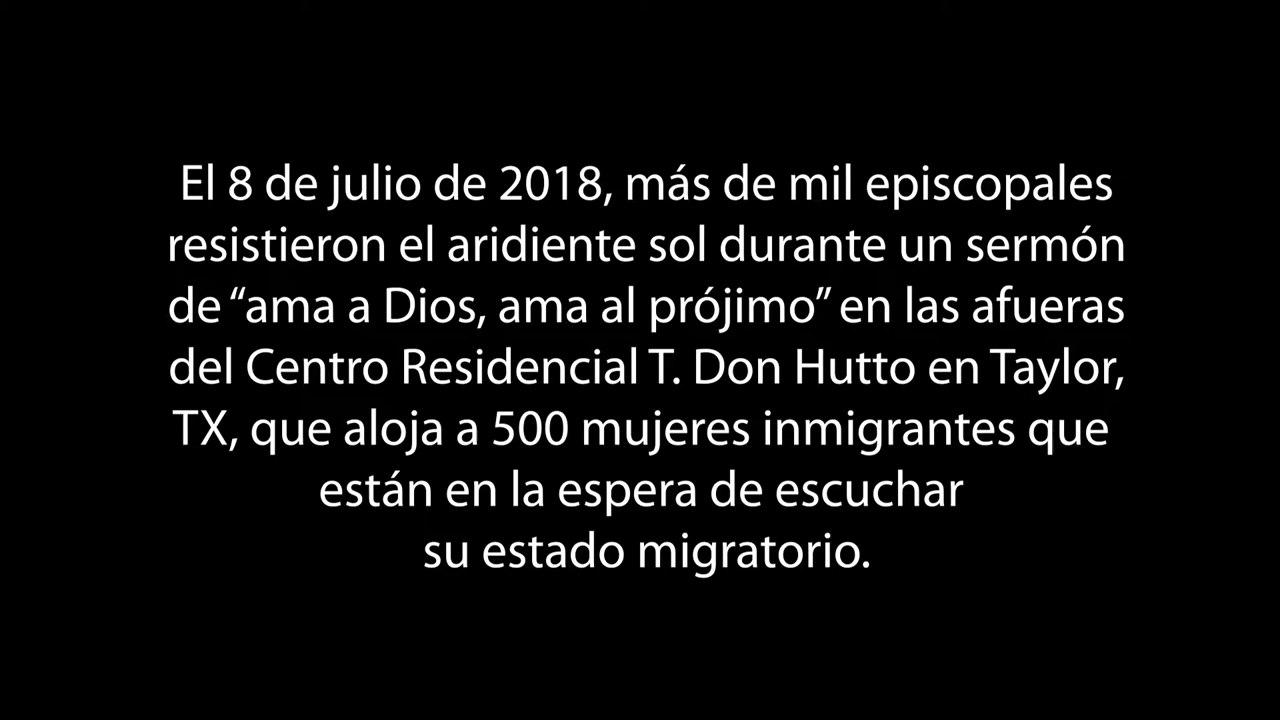 El 8 de julio de 2018, más de mil episcopales
resistieron el aridiente sol durante un sermón
de “ama a Dios, ama al prójimo” en las afueras
del Centro Residencial T. Don Hutto en Taylor,
TX, que aloja a 500 mujeres inmigrantes que
están en la espera de escuchar
su estado migratorio.